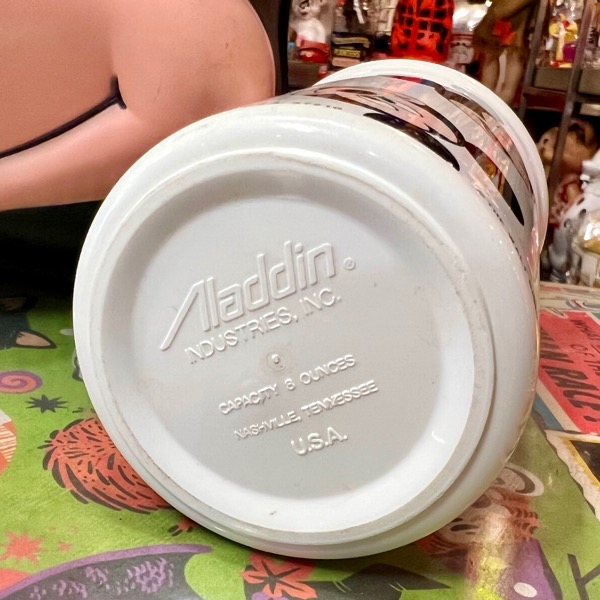 Aladdin®
INDUSTRIES, INC.
CAPACITY 8 OUNCES
NASHVILLE, TENNESSEE
U.S.A.